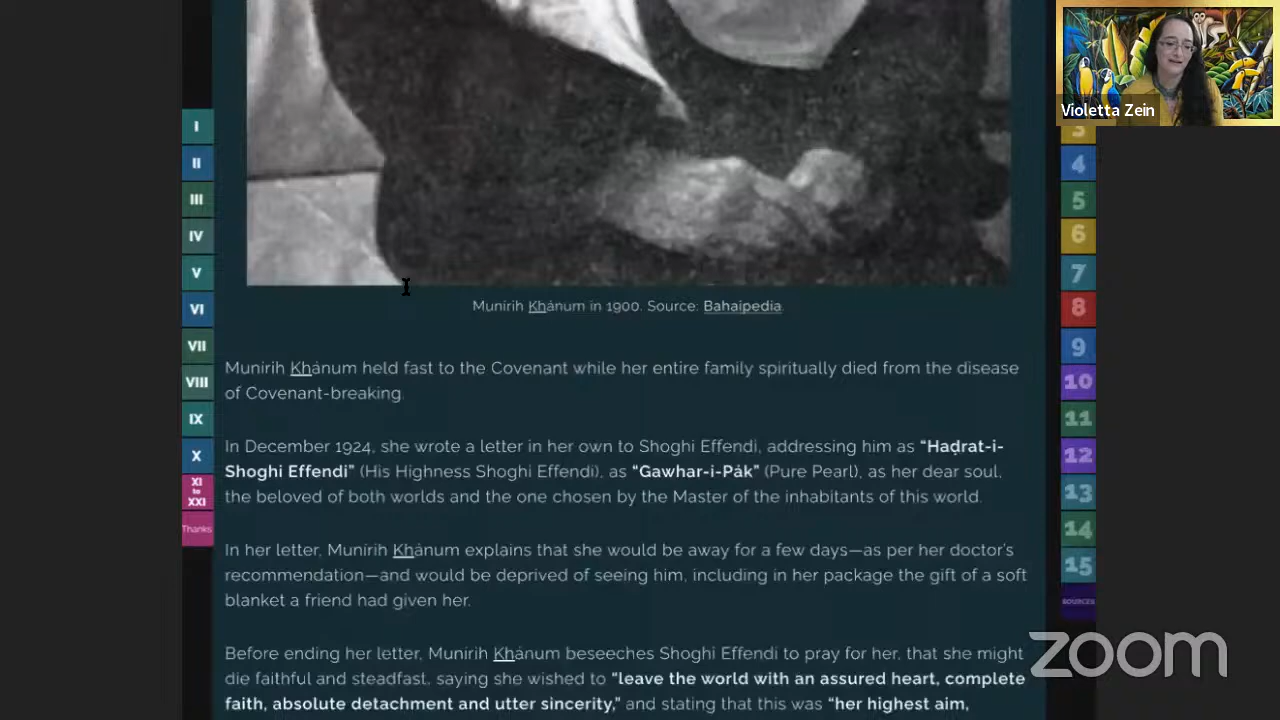 Violetta Zein
I
II
III
IV
V
VI
VII
VIII
IX
X
XI
to
XXI
Thanks
3
4
5
6
7
8
9
10
11
12
13
14
15
SOURCES
Munírih Khánum in 1900. Source: Bahaipedia.
Munírih Khánum held fast to the Covenant while her entire family spiritually died from the disease
of Covenant-breaking.
In December 1924, she wrote a letter in her own to Shoghi Effendi, addressing him as “Haḍrat-i-
Shoghi Effendi” (His Highness Shoghi Effendi), as “Gawhar-i-Pák” (Pure Pearl), as her dear soul,
the beloved of both worlds and the one chosen by the Master of the inhabitants of this world.
In her letter, Munírih Khánum explains that she would be away for a few days—as per her doctor’s
recommendation—and would be deprived of seeing him, including in her package the gift of a soft
blanket a friend had given her.
Before ending her letter, Munírih Khánum beseeches Shoghi Effendi to pray for her, that she might
die faithful and steadfast, saying she wished to “leave the world with an assured heart, complete
faith, absolute detachment and utter sincerity,” and stating that this was “her highest aim,
zoom